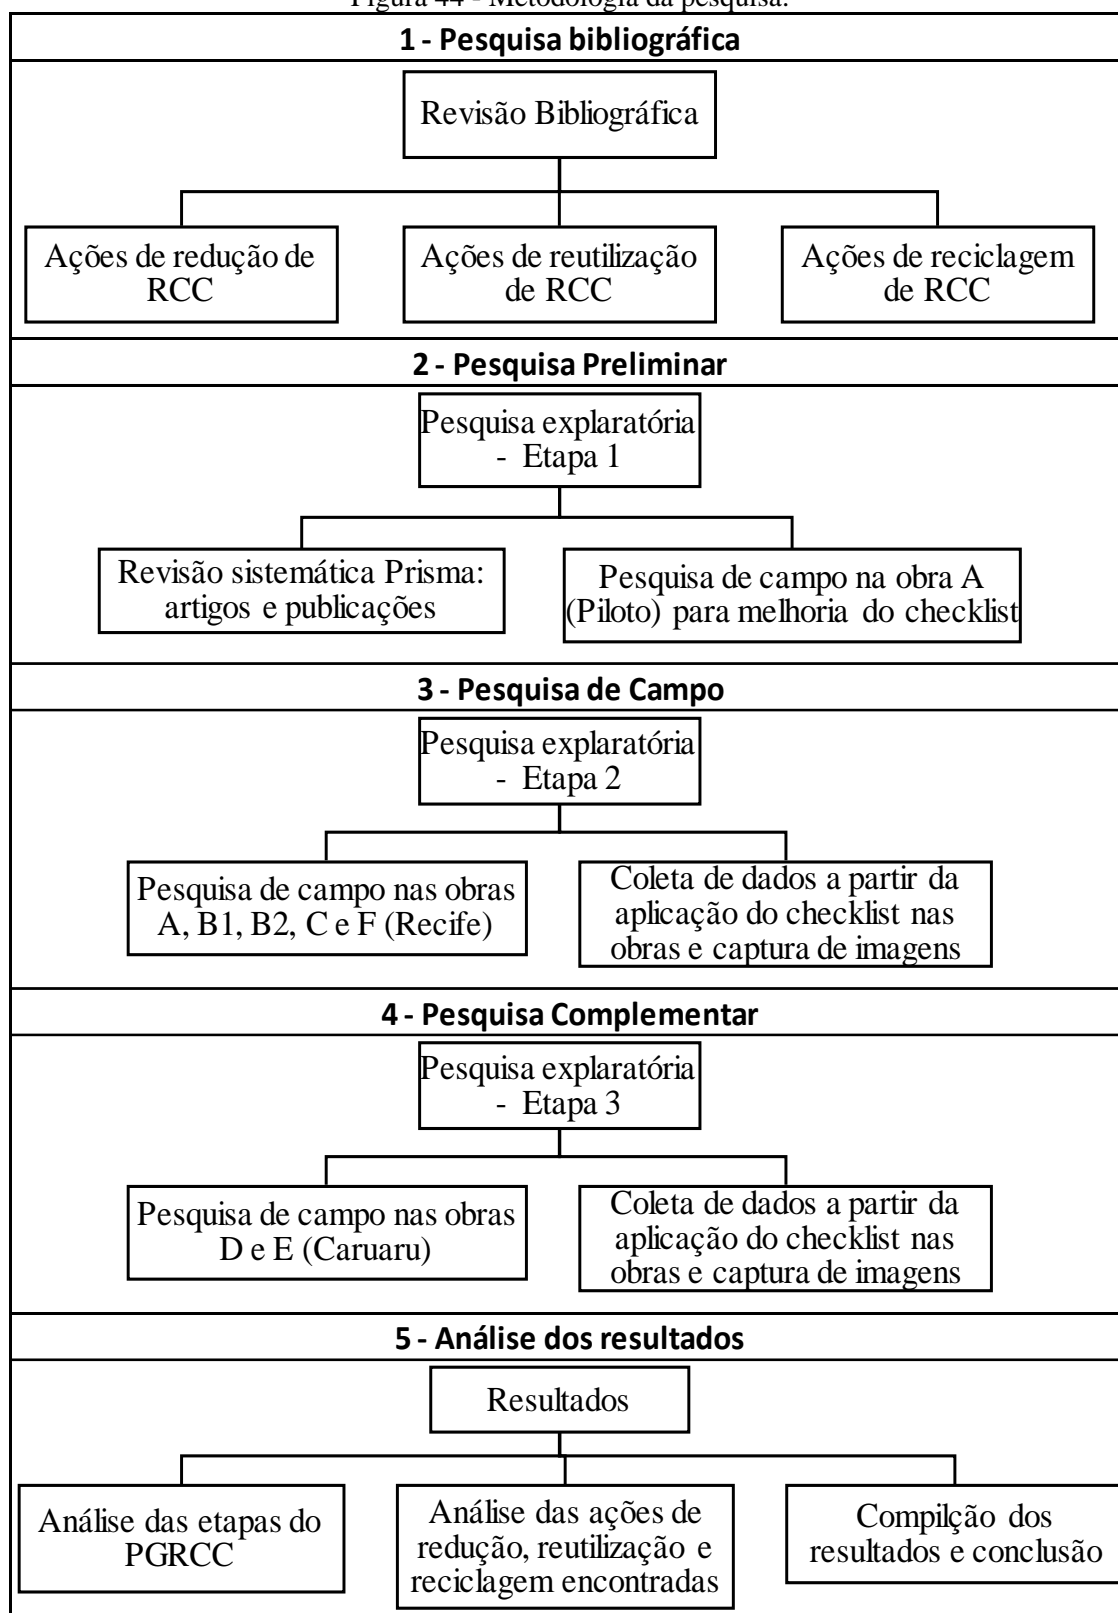 Figura 44 - Metodologia da pesquisa.
1 - Pesquisa bibliográfica
Revisão Bibliográfica
Ações de redução de
RCC
Ações de reutilização
de RCC
Ações de reciclagem
de RCC
2 - Pesquisa Preliminar
Pesquisa explaratória
- Etapa 1
Revisão sistemática Prisma:
artigos e publicações
Pesquisa de campo na obra A
(Piloto) para melhoria do checklist
3 - Pesquisa de Campo
Pesquisa explaratória
- Etapa 2
Pesquisa de campo nas obras
A, B1, B2, C e F (Recife)
Coleta de dados a partir da
aplicação do checklist nas
obras e captura de imagens
4 - Pesquisa Complementar
Pesquisa explaratória
- Etapa 3
Pesquisa de campo nas obras
D e E (Caruaru)
Coleta de dados a partir da
aplicação do checklist nas
obras e captura de imagens
5 - Análise dos resultados
Resultados
Análise das etapas do
PGRCC
Análise das ações de
redução, reutilização e
reciclagem encontradas
Compilção dos
resultados e conclusão